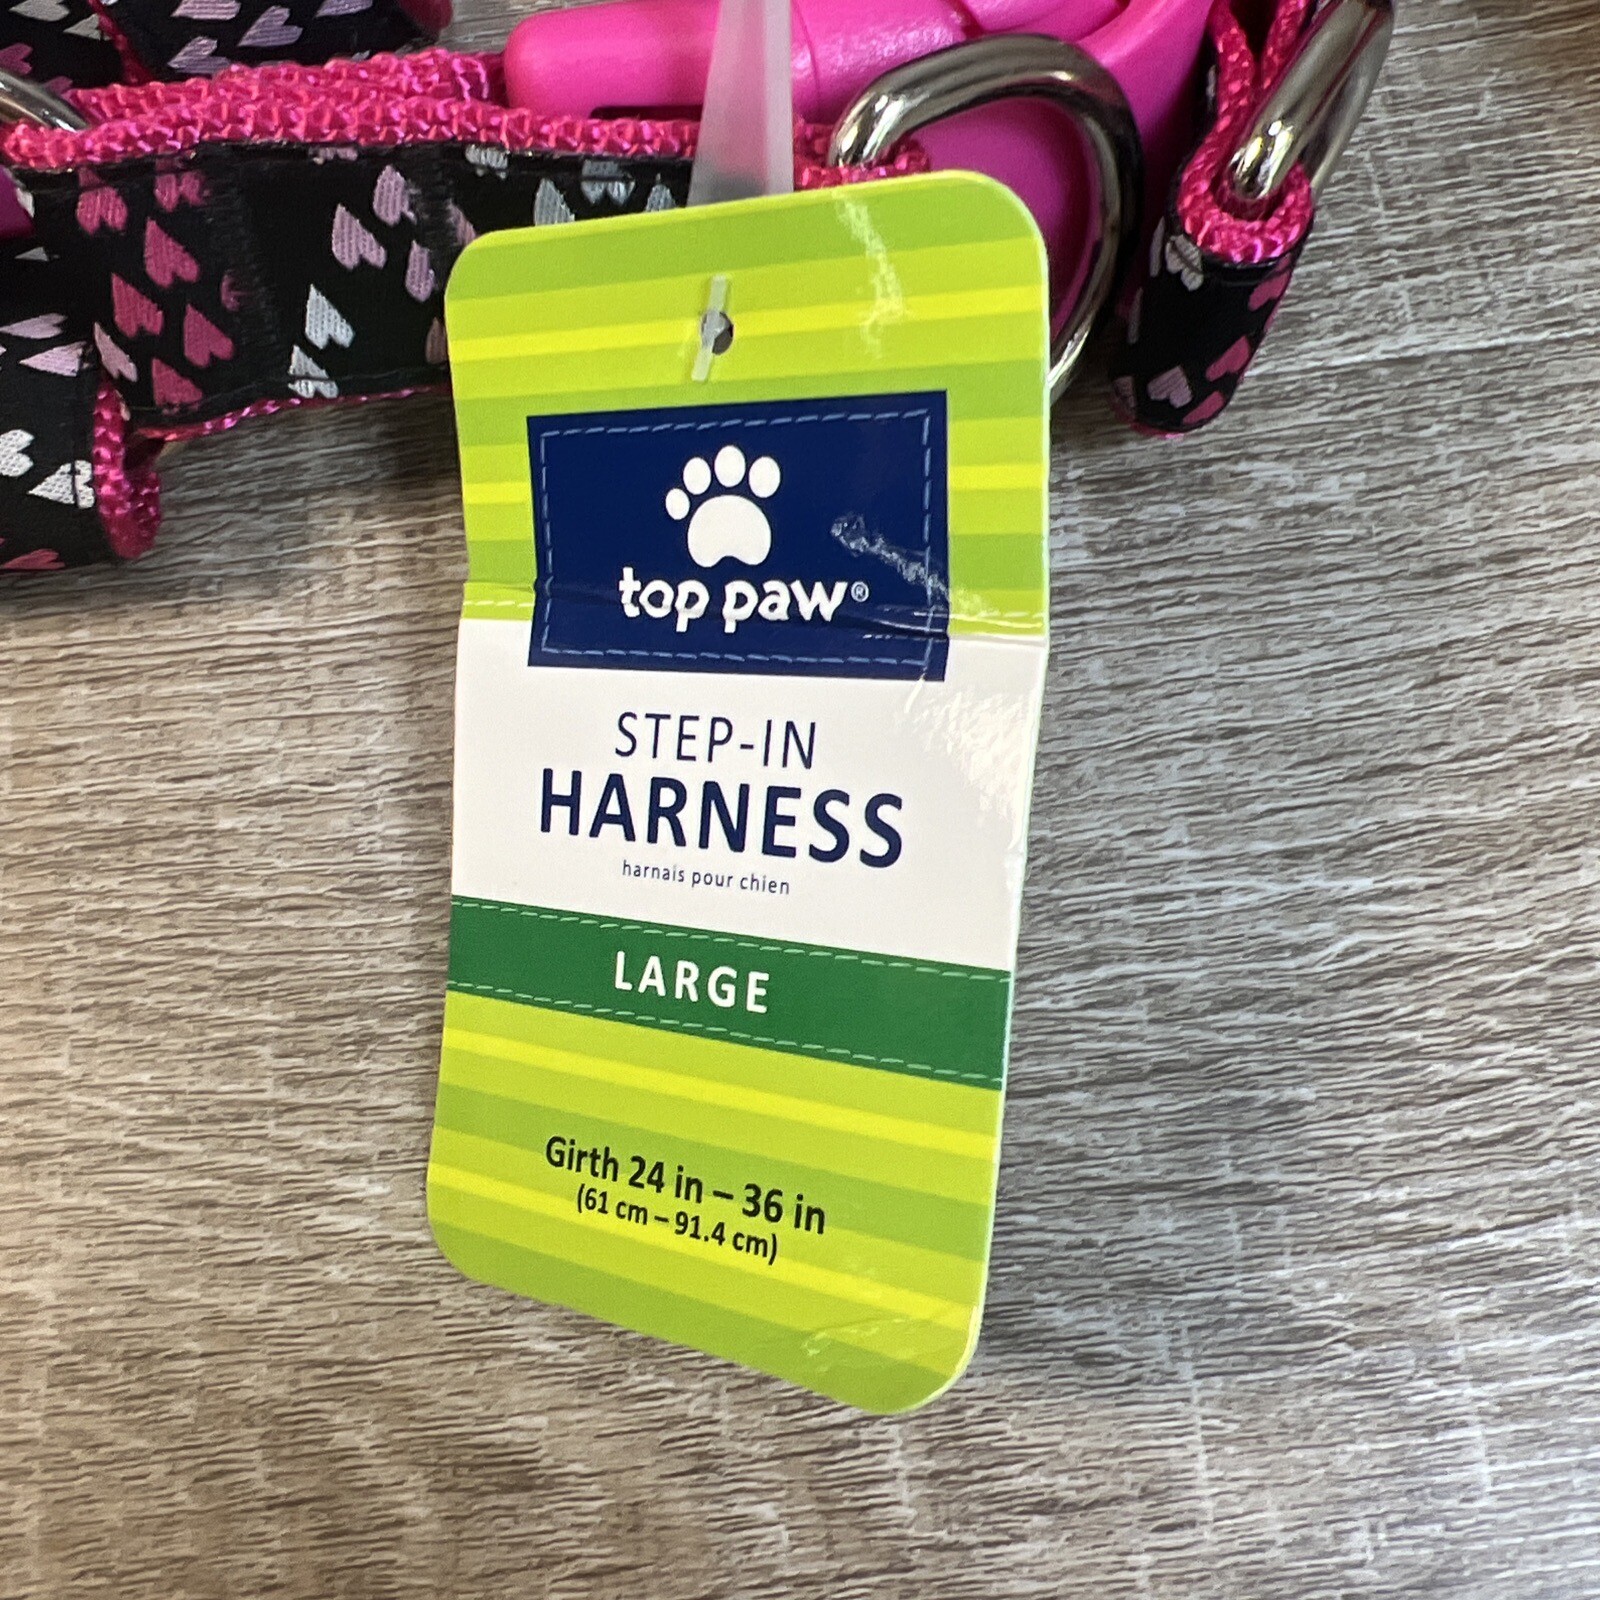 top paw®
STEP-IN
HARNESS
harnais pour chien
LARGE
Girth 24 in – 36 in
(61 cm – 91.4 cm)